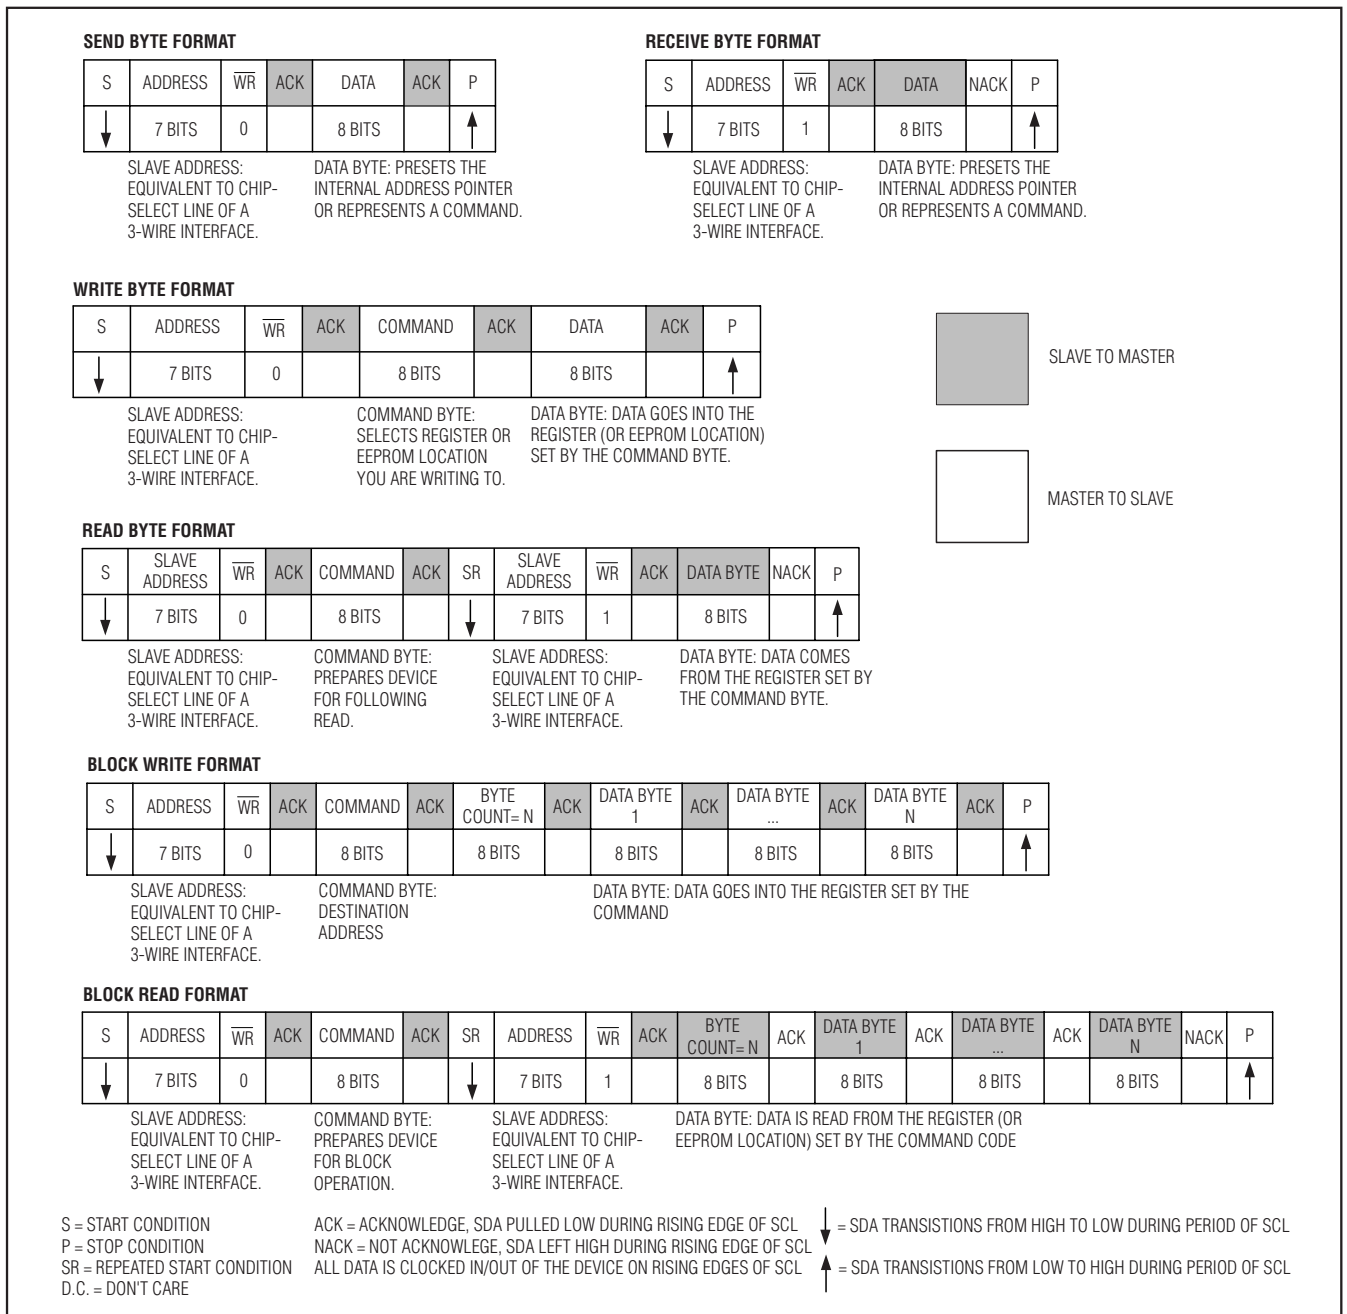 SEND BYTE FORMAT
S ADDRESS WR ACK DATA ACK P
7 BITS 0 8 BITS
SLAVE ADDRESS:
EQUIVALENT TO CHIP-
SELECT LINE OF A
3-WIRE INTERFACE.
DATA BYTE: PRESETS THE
INTERNAL ADDRESS POINTER
OR REPRESENTS A COMMAND.
RECEIVE BYTE FORMAT
S ADDRESS WR ACK DATA NACK P
7 BITS 1 8 BITS
SLAVE ADDRESS:
EQUIVALENT TO CHIP-
SELECT LINE OF A
3-WIRE INTERFACE.
DATA BYTE: PRESETS THE
INTERNAL ADDRESS POINTER
OR REPRESENTS A COMMAND.
WRITE BYTE FORMAT
S ADDRESS WR ACK COMMAND ACK DATA ACK P
7 BITS 0 8 BITS 8 BITS
SLAVE ADDRESS:
EQUIVALENT TO CHIP-
SELECT LINE OF A
3-WIRE INTERFACE.
COMMAND BYTE:
SELECTS REGISTER OR
EEPROM LOCATION
YOU ARE WRITING TO.
DATA BYTE: DATA GOES INTO THE
REGISTER (OR EEPROM LOCATION)
SET BY THE COMMAND BYTE.
SLAVE TO MASTER
MASTER TO SLAVE
READ BYTE FORMAT
S SLAVE ADDRESS WR ACK COMMAND ACK SR SLAVE ADDRESS WR ACK DATA BYTE NACK P
7 BITS 0 8 BITS 7 BITS 1 8 BITS
SLAVE ADDRESS:
EQUIVALENT TO CHIP-
SELECT LINE OF A
3-WIRE INTERFACE.
COMMAND BYTE:
PREPARES DEVICE
FOR FOLLOWING
READ.
SLAVE ADDRESS:
EQUIVALENT TO CHIP-
SELECT LINE OF A
3-WIRE INTERFACE.
DATA BYTE: DATA COMES
FROM THE REGISTER SET BY
THE COMMAND BYTE.
BLOCK WRITE FORMAT
S ADDRESS WR ACK COMMAND ACK BYTE COUNT= N ACK DATA BYTE 1 ACK DATA BYTE ... ACK DATA BYTE N ACK P
7 BITS 0 8 BITS 8 BITS 8 BITS 8 BITS 8 BITS
SLAVE ADDRESS:
EQUIVALENT TO CHIP-
SELECT LINE OF A
3-WIRE INTERFACE.
COMMAND BYTE:
DESTINATION
ADDRESS
DATA BYTE: DATA GOES INTO THE REGISTER SET BY THE
COMMAND
BLOCK READ FORMAT
S ADDRESS WR ACK COMMAND ACK SR ADDRESS WR ACK BYTE COUNT= N ACK DATA BYTE 1 ACK DATA BYTE ... ACK DATA BYTE N NACK P
7 BITS 0 8 BITS 7 BITS 1 8 BITS 8 BITS 8 BITS 8 BITS
SLAVE ADDRESS:
EQUIVALENT TO CHIP-
SELECT LINE OF A
3-WIRE INTERFACE.
COMMAND BYTE:
PREPARES DEVICE
FOR BLOCK
OPERATION.
SLAVE ADDRESS:
EQUIVALENT TO CHIP-
SELECT LINE OF A
3-WIRE INTERFACE.
DATA BYTE: DATA IS READ FROM THE REGISTER (OR
EEPROM LOCATION) SET BY THE COMMAND CODE
S = START CONDITION
P = STOP CONDITION
SR = REPEATED START CONDITION
D.C. = DON'T CARE
ACK = ACKNOWLEDGE, SDA PULLED LOW DURING RISING EDGE OF SCL
NACK = NOT ACKNOWLEGE, SDA LEFT HIGH DURING RISING EDGE OF SCL
ALL DATA IS CLOCKED IN/OUT OF THE DEVICE ON RISING EDGES OF SCL
= SDA TRANSISTIONS FROM HIGH TO LOW DURING PERIOD OF SCL
= SDA TRANSISTIONS FROM LOW TO HIGH DURING PERIOD OF SCL